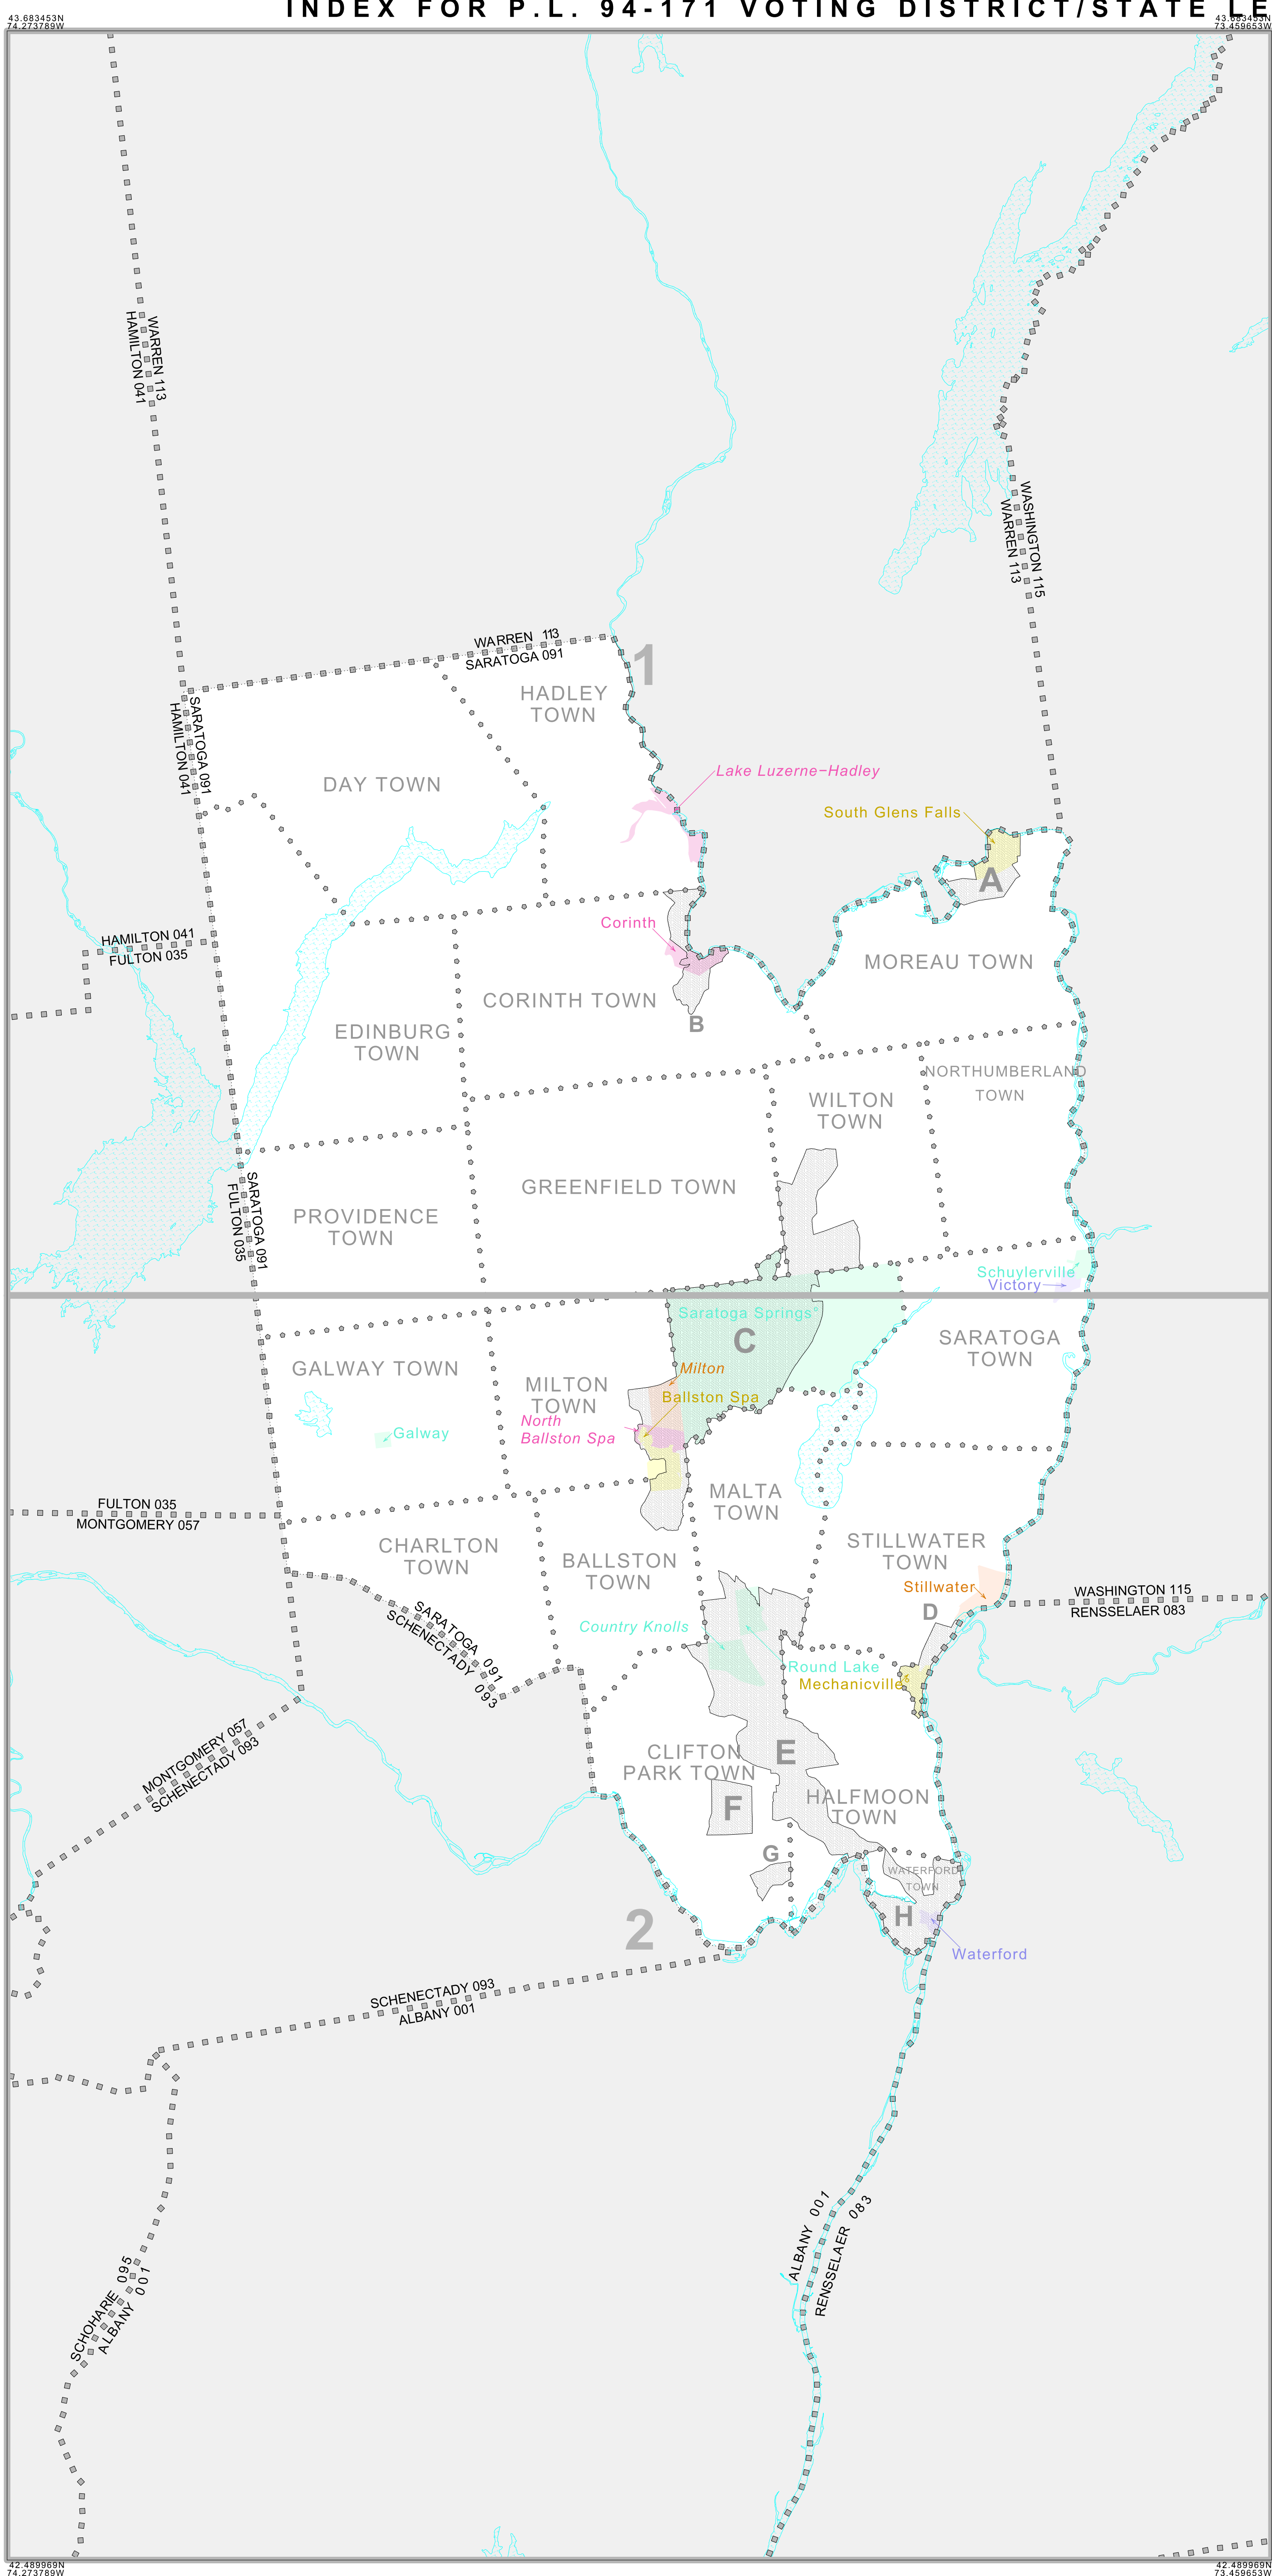 INDEX FOR P.L. 94-171 VOTING DISTRICT/STATE LE
43.683453N
74.273789W
43.683453N
73.459653W
WARREN 113
HAMILTON 041
WASHINGTON 115
WARREN 113
WARREN 113
SARATOGA 091
1
HADLEY
TOWN
SARATOGA 091
HAMILTON 041
DAY TOWN
Lake Luzerne-Hadley
South Glens Falls
A
Corinth
HAMILTON 041
FULTON 035
MOREAU TOWN
CORINTH TOWN
B
EDINBURG
TOWN
NORTHUMBERLAND
TOWN
WILTON
TOWN
GREENFIELD TOWN
SARATOGA 091
FULTON 035
PROVIDENCE
TOWN
Schuylerville
Victory
Saratoga Springs
C
SARATOGA
TOWN
GALWAY TOWN
Milton
MILTON
TOWN
Ballston Spa
North
Ballston Spa
Galway
MALTA
TOWN
FULTON 035
MONTGOMERY 057
CHARLTON
TOWN
BALLSTON
TOWN
STILLWATER
TOWN
Stillwater
WASHINGTON 115
RENSSELAER 083
D
SARATOGA 091
SCHENECTADY 093
Country Knolls
Round Lake
Mechanicville
MONTGOMERY 057
SCHENECTADY 093
CLIFTON
PARK TOWN
E
F
HALFMOON
TOWN
G
WATERFORD
TOWN
H
2
Waterford
SCHENECTADY 093
ALBANY 001
ALBANY 001
RENSSELAER 083
SCHOHARIE 095
ALBANY 001
42.489969N
74.273789W
42.489969N
73.459653W